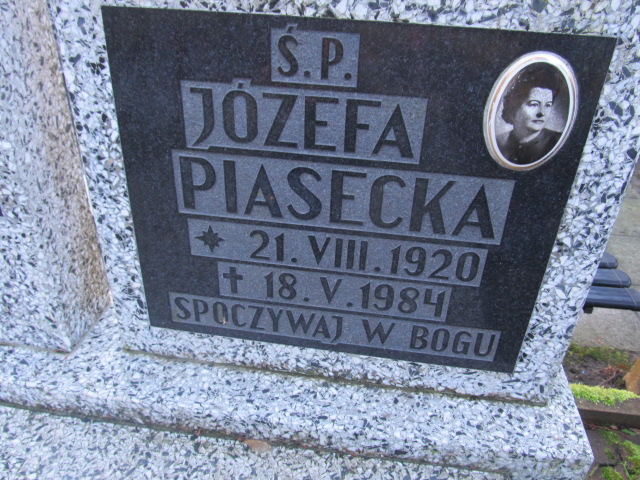 Ś.P.
JÓZEFA
PIASECKA
* 21.VIII.1920
✝ 18.V.1984
SPOCZYWAJ W BOGU